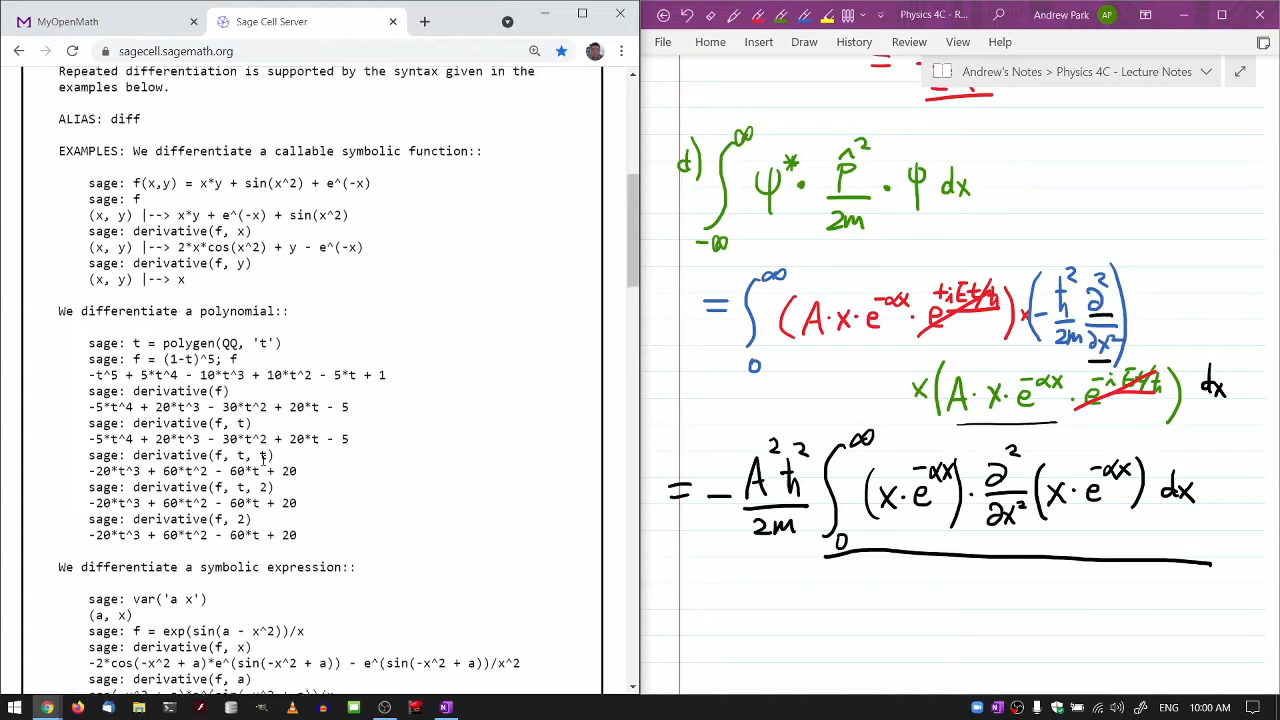 MyOpenMath
Sage Cell Server
sagecell.sagemath.org
Repeated differentiation is supported by the syntax given in the
examples below.
ALIAS: diff
EXAMPLES: We differentiate a callable symbolic function::
sage: f(x,y) = x*y + sin(x^2) + e^(-x)
sage: f
(x, y) |--> x*y + e^(-x) + sin(x^2)
sage: derivative(f, x)
(x, y) |--> 2*x*cos(x^2) + y - e^(-x)
sage: derivative(f, y)
(x, y) |--> x
We differentiate a polynomial::
sage: t = polygen(QQ, 't')
sage: f = (1-t)^5; f
-t^5 + 5*t^4 - 10*t^3 + 10*t^2 - 5*t + 1
sage: derivative(f)
-5*t^4 + 20*t^3 - 30*t^2 + 20*t - 5
sage: derivative(f, t)
-5*t^4 + 20*t^3 - 30*t^2 + 20*t - 5
sage: derivative(f, t, t)
-20*t^3 + 60*t^2 - 60*t + 20
sage: derivative(f, t, 2)
-20*t^3 + 60*t^2 - 60*t + 20
sage: derivative(f, 2)
-20*t^3 + 60*t^2 - 60*t + 20
We differentiate a symbolic expression::
sage: var('a x')
(a, x)
sage: f = exp(sin(a - x^2))/x
sage: derivative(f, x)
-2*cos(-x^2 + a)*e^(sin(-x^2 + a)) - e^(sin(-x^2 + a))/x^2
sage: derivative(f, a)
Physics 4C - R...
Andrew Park
AP
File Home Insert Draw History Review View Help
Andrew's Notes > Physics 4C - Lecture Notes
d) ∫_{-∞}^{∞} ψ* · p̂²/2m · ψ dx
= ∫_0^∞ (A·x·e^{-αx}·e^{+iEt/ħ}) × (-ħ²/2m ∂²/∂x²)
× (A·x·e^{-αx}·e^{-iEt/ħ}) dx
= - A²ħ²/2m ∫_0^∞ (x·e^{-αx}) · ∂²/∂x² (x·e^{-αx}) dx
10:00 AM